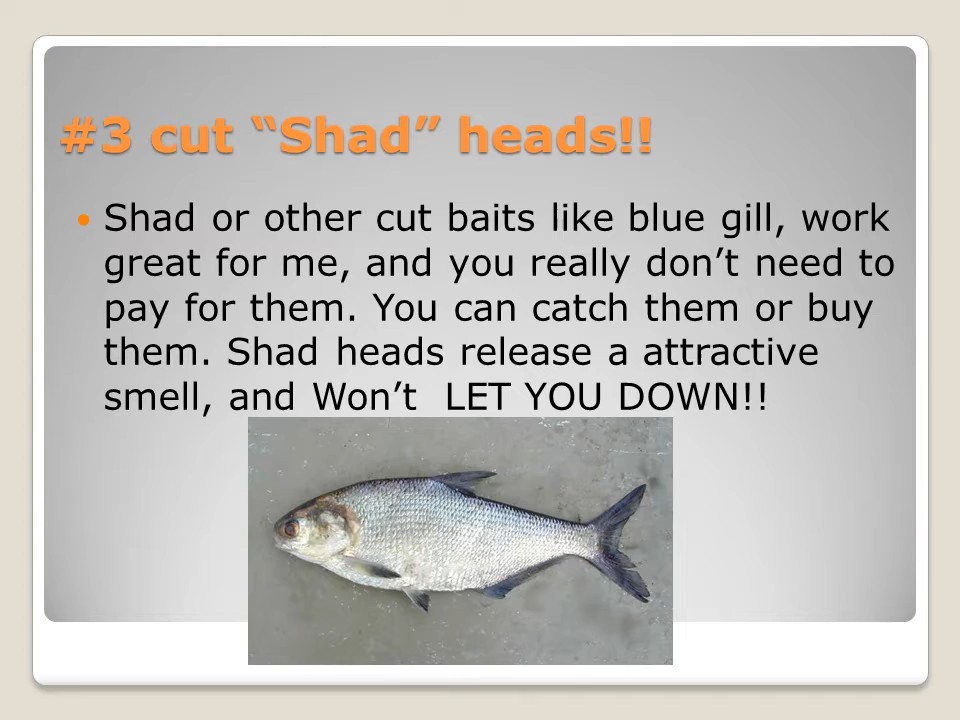 #3 cut “Shad” heads!!
Shad or other cut baits like blue gill, work
great for me, and you really don’t need to
pay for them. You can catch them or buy
them. Shad heads release a attractive
smell, and Won’t  LET YOU DOWN!!